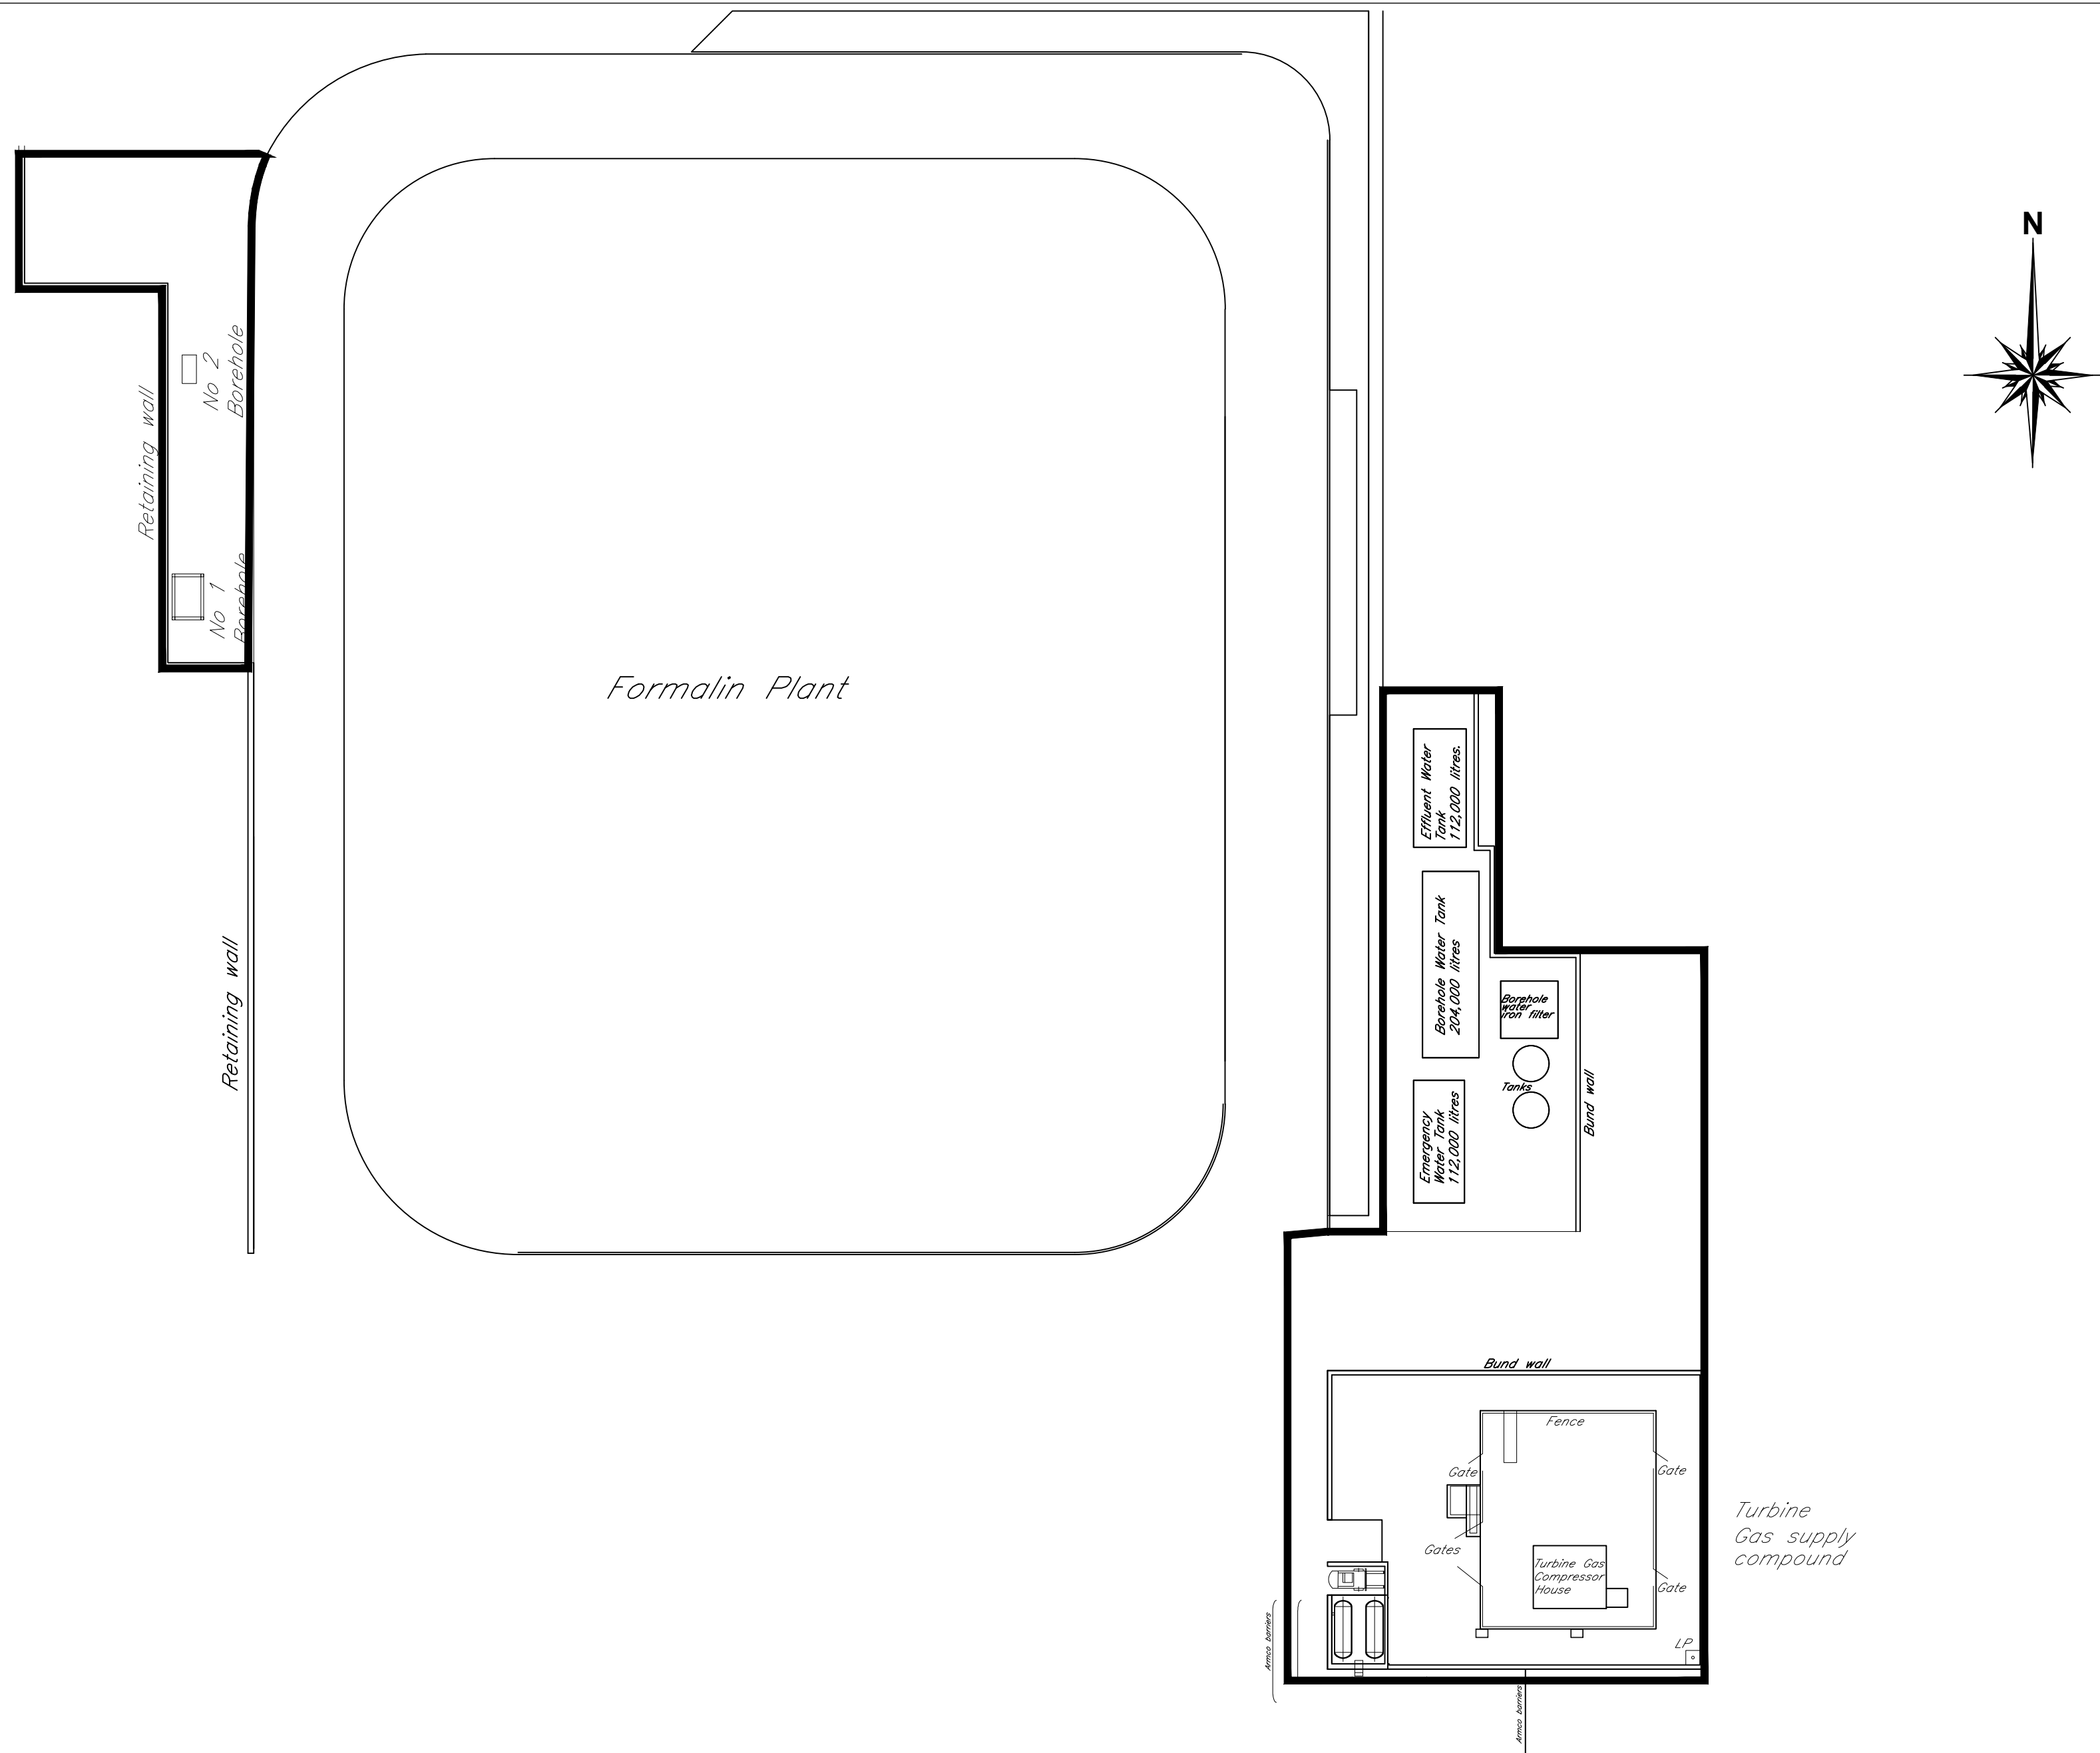 N
No 2
Borehole
Retaining wall
No 1
Borehole
Formalin Plant
Effluent Water
Tank
112,000 litres.
Borehole Water Tank
204,000 litres
Retaining wall
Borehole
water
iron filter
Tanks
Bund wall
Emergency
Water Tank
112,000 litres
Bund wall
Fence
Gate
Gate
Gates
Turbine
Gas supply
compound
Turbine Gas
Compressor
House
Gate
Armco barriers
LP
Armco barriers